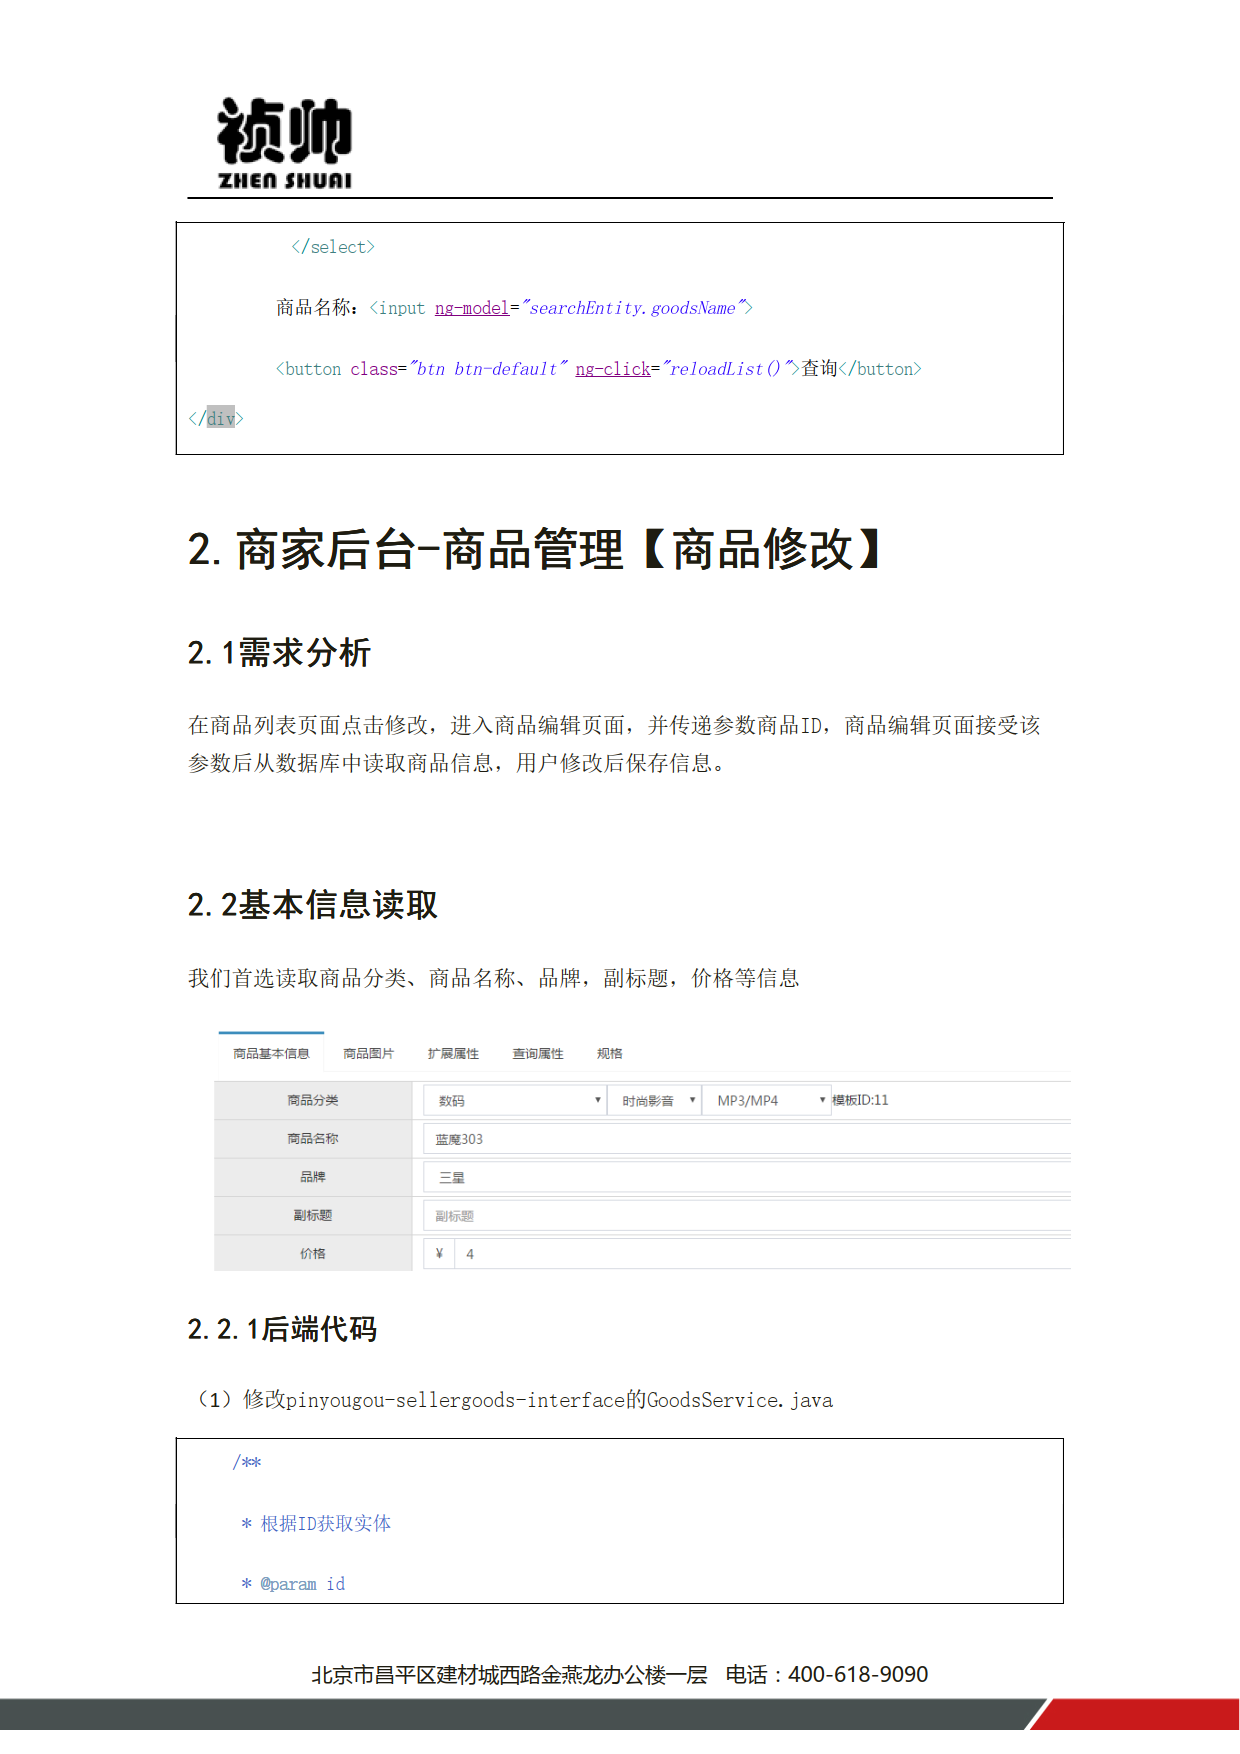 祯帅
ZHEN SHUAI
</select>
商品名称：<input ng-model="searchEntity.goodsName">
<button class="btn btn-default" ng-click="reloadList()">查询</button>
</div>
2.商家后台-商品管理【商品修改】
2.1需求分析
在商品列表页面点击修改，进入商品编辑页面，并传递参数商品ID，商品编辑页面接受该
参数后从数据库中读取商品信息，用户修改后保存信息。
2.2基本信息读取
我们首选读取商品分类、商品名称、品牌，副标题，价格等信息
商品基本信息 商品图片 扩展属性 查询属性 规格
商品分类 数码 时尚影音 MP3/MP4 模板ID:11
商品名称 蓝魔303
品牌 三星
副标题 副标题
价格 ¥ 4
2.2.1后端代码
（1）修改pinyougou-sellergoods-interface的GoodsService.java
/**
* 根据ID获取实体
* @param id
北京市昌平区建材城西路金燕龙办公楼一层 电话：400-618-9090